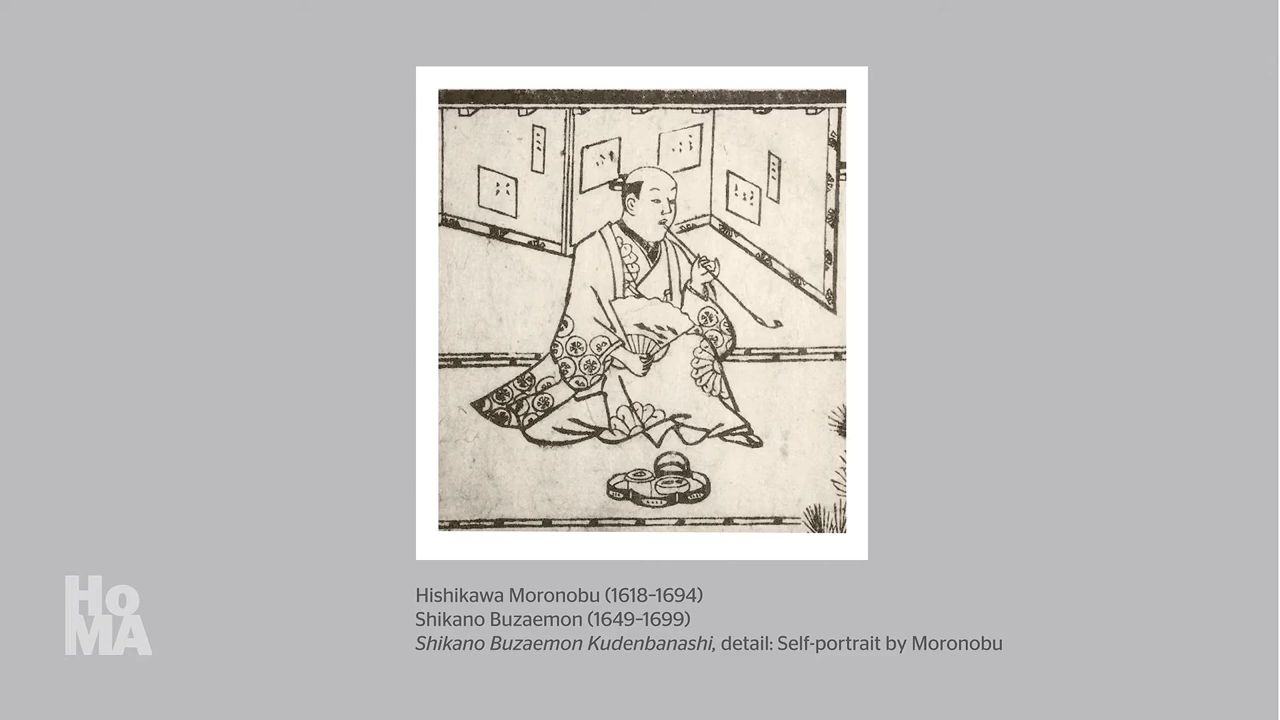 Hishikawa Moronobu (1618–1694)
Shikano Buzaemon (1649–1699)
Shikano Buzaemon Kudenbanashi, detail: Self-portrait by Moronobu
Ho
MA